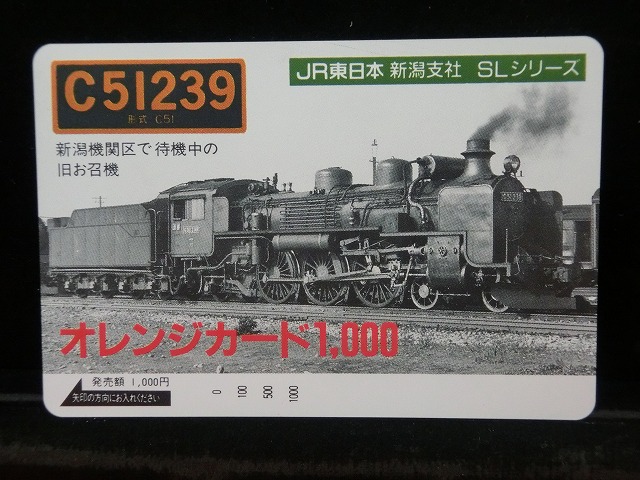 C51239
形式 C51
JR東日本 新潟支社 SLシリーズ
新潟機関区で待機中の
旧お召機
オレンジカード1,000
発売額 1,000円
矢印の方向にお入れください
0 100 500 1000